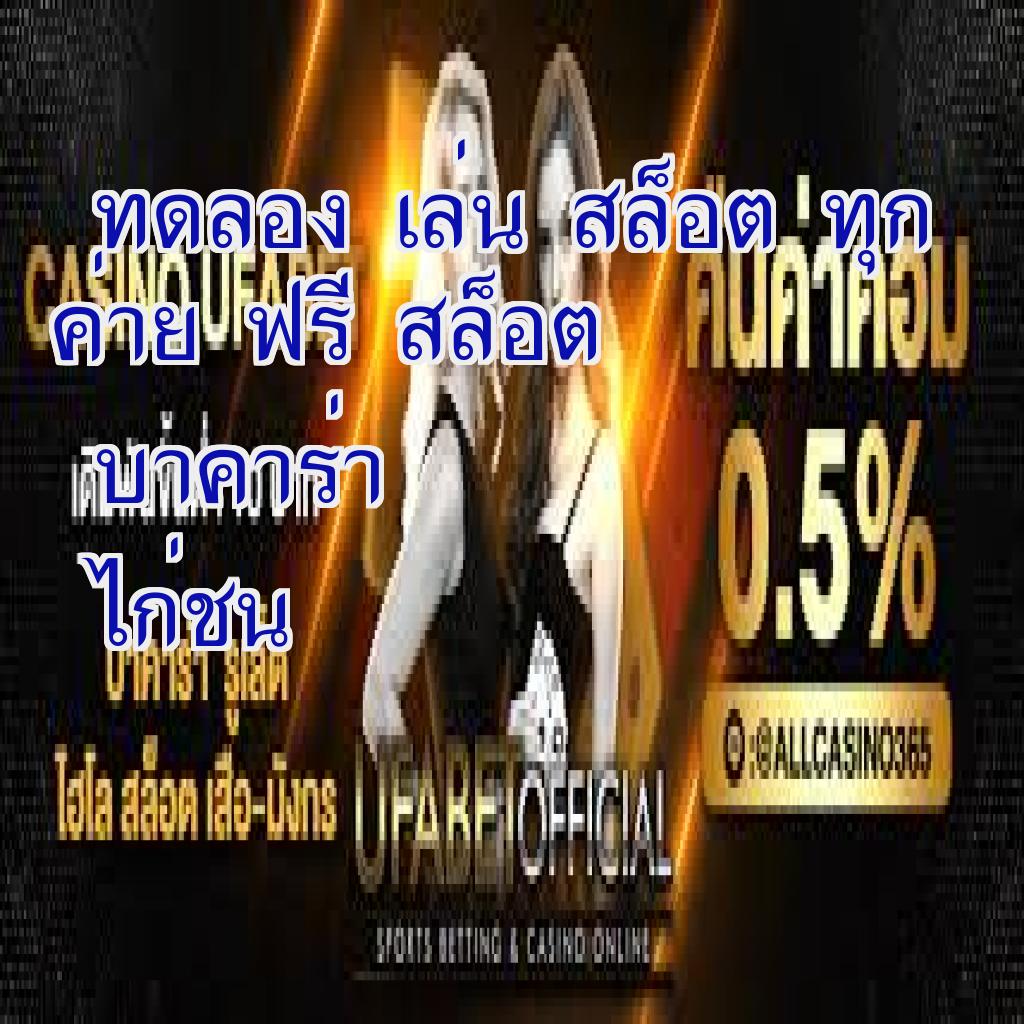 ทดลอง เล่น สล็อต ทุก
ค่าย ฟรี สล็อต
บาคาร่า
ไก่ชน
CASINO UFABET
คืนค่าคอม
0.5%
บาคาร่า รูเล็ต
ไฮโล สล็อต เสือ-มังกร
@ALLCASINO365
UFABET OFFICIAL
SPORTS BETTING & CASINO ONLINE